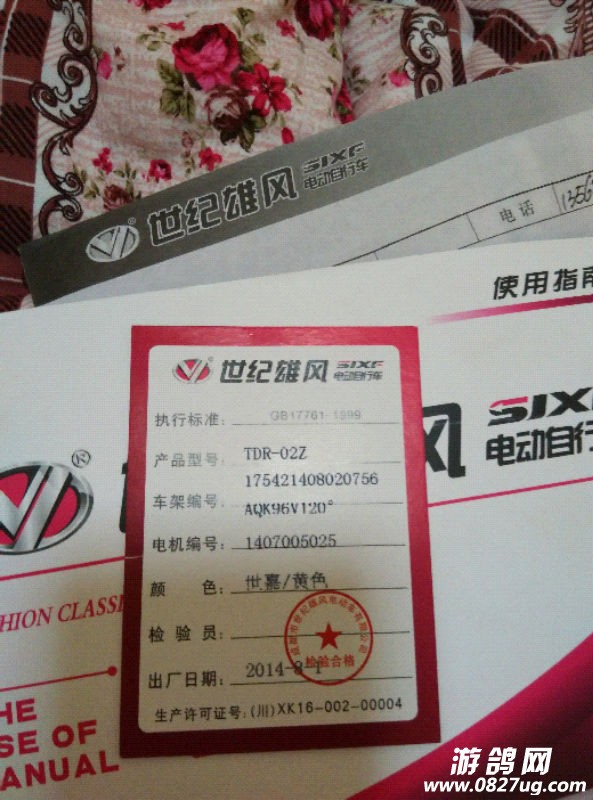 世纪雄风 SIXF 电动自行车
电话 1356
使用指南
SIXF
电动自行
世纪雄风 SIXF 电动自行车
执行标准: GB17761-1999
产品型号: TDR-02Z
175421408020756
车架编号: AQK96V120°
电机编号: 1407005025
颜 色: 世嘉/黄色
检验员:
出厂日期: 2014-8-1
检验合格
生产许可证号: (川) XK16-002-00004
风
®
HION CLASSI
HE
SE OF
MANUAL
游鸽网
www.0827ug.com